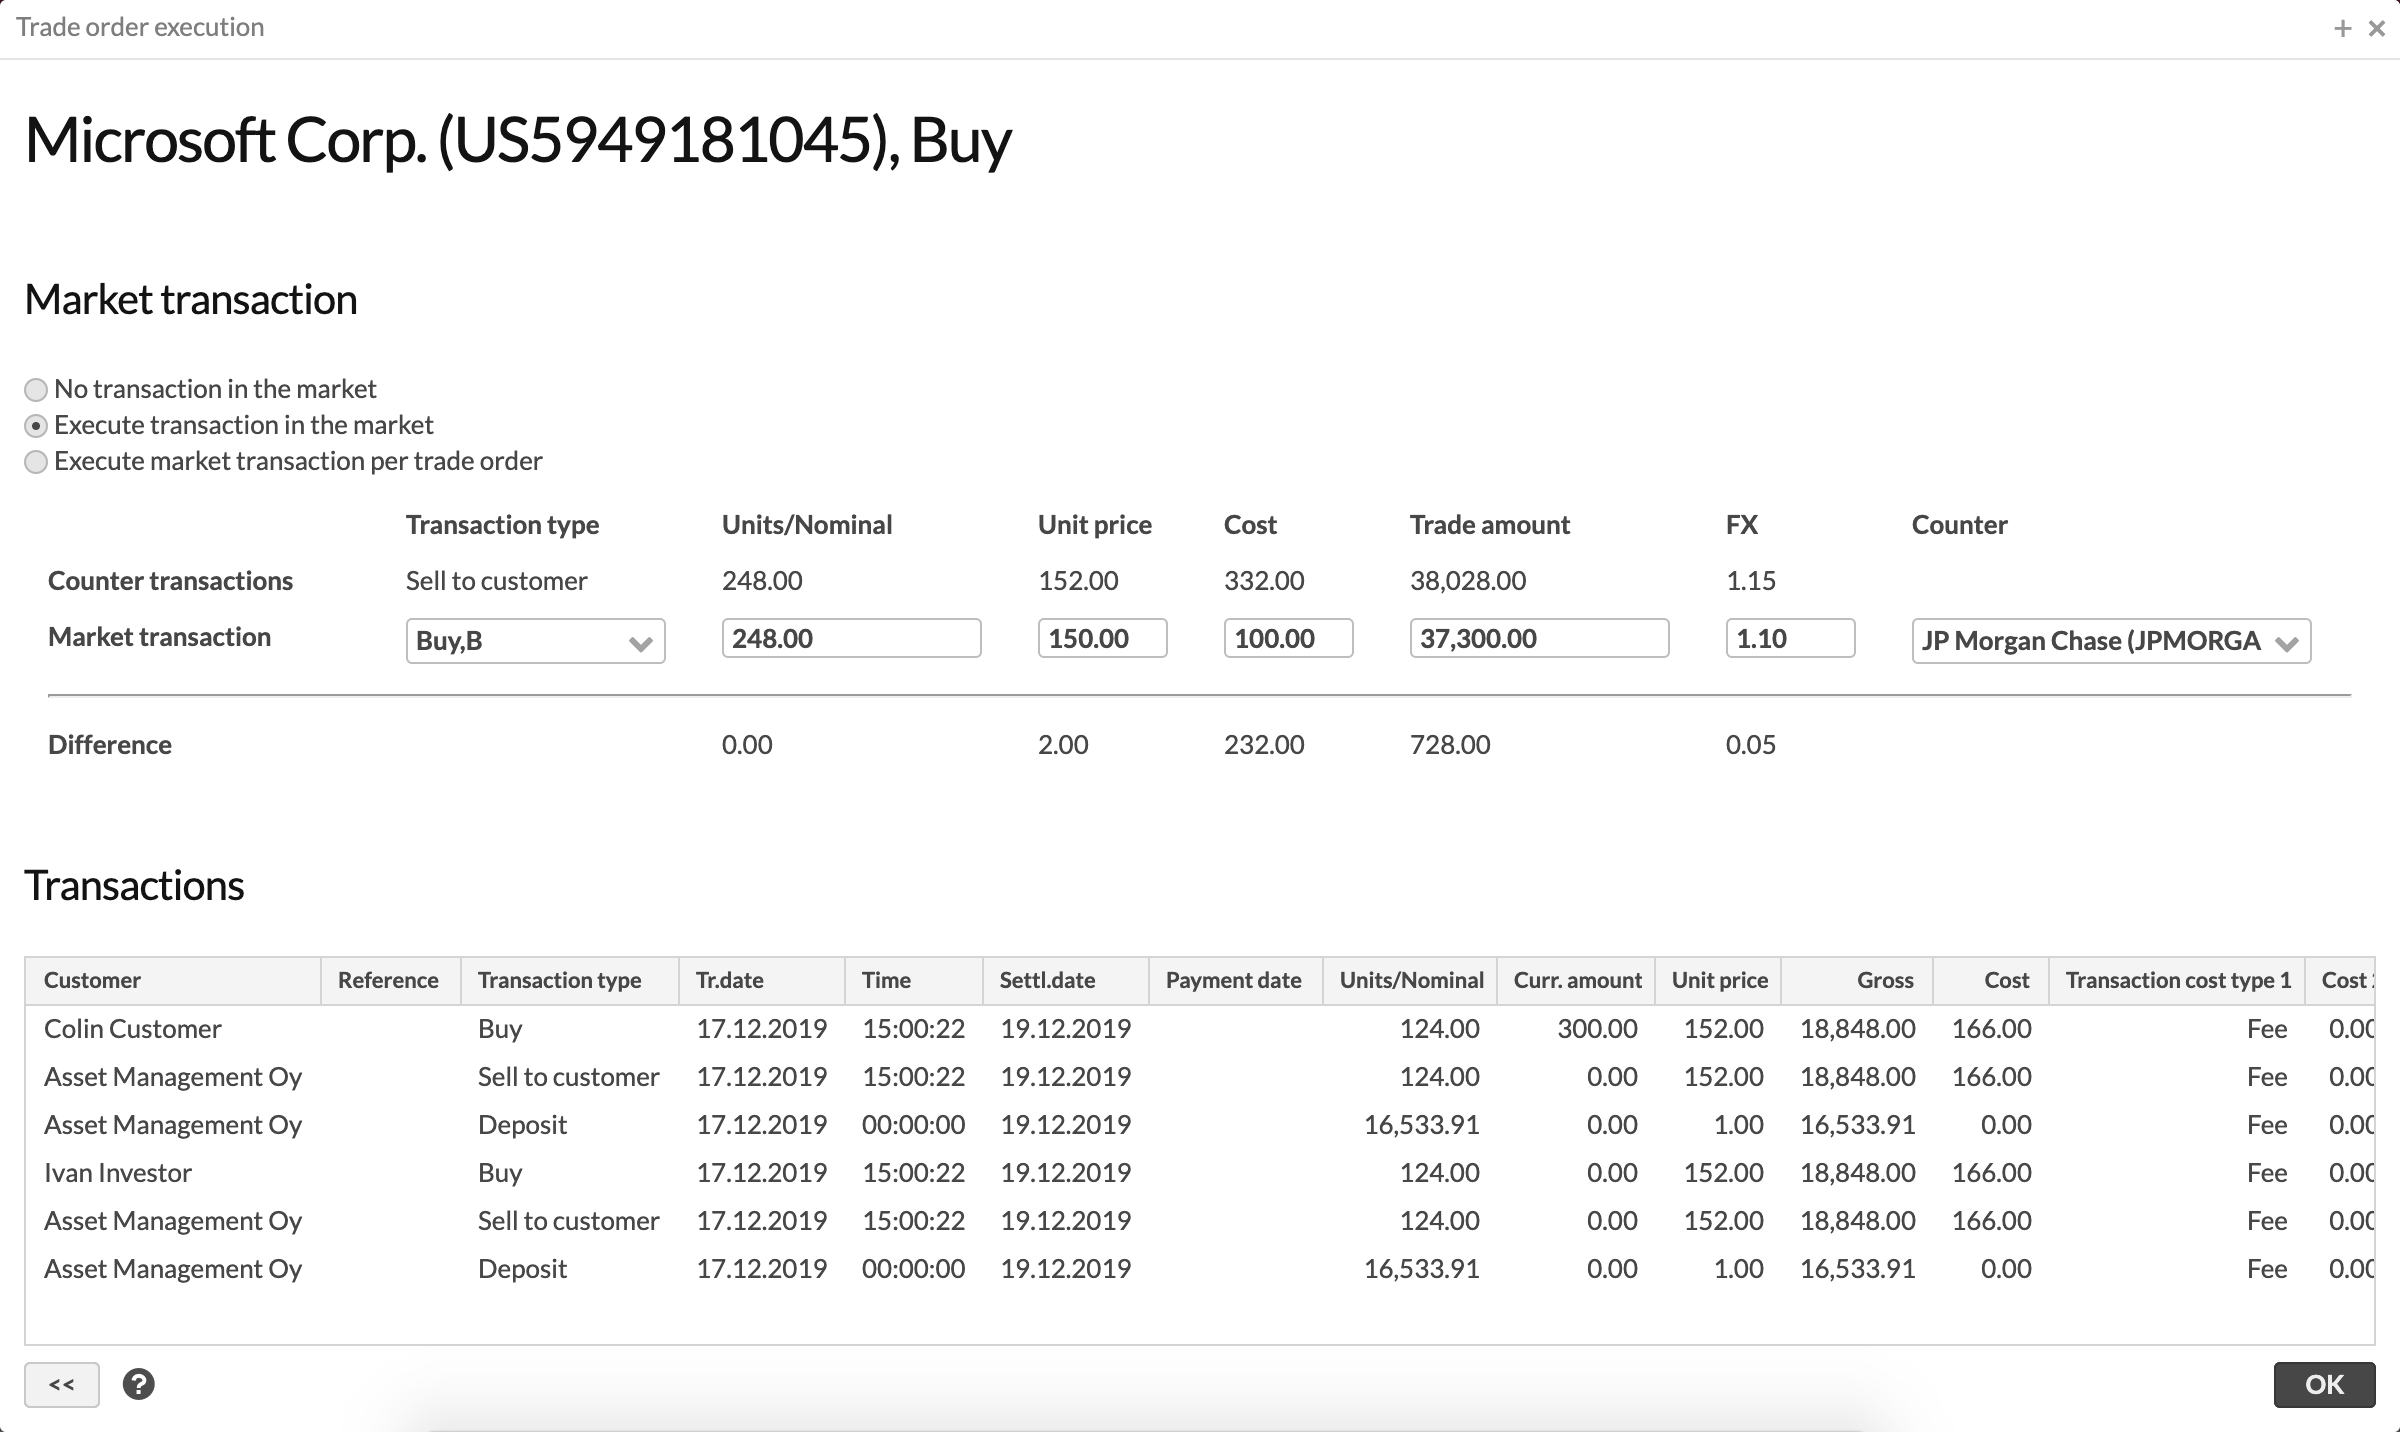 Trade order execution
Microsoft Corp. (US5949181045), Buy
Market transaction
No transaction in the market
Execute transaction in the market
Execute market transaction per trade order
Transaction type Units/Nominal Unit price Cost Trade amount FX Counter
Counter transactions Sell to customer 248.00 152.00 332.00 38,028.00 1.15
Market transaction Buy,B 248.00 150.00 100.00 37,300.00 1.10 JP Morgan Chase (JPMORGA
Difference 0.00 2.00 232.00 728.00 0.05
Transactions
Customer Reference Transaction type Tr.date Time Settl.date Payment date Units/Nominal Curr. amount Unit price Gross Cost Transaction cost type 1 Cost
Colin Customer Buy 17.12.2019 15:00:22 19.12.2019 124.00 300.00 152.00 18,848.00 166.00 Fee 0.00
Asset Management Oy Sell to customer 17.12.2019 15:00:22 19.12.2019 124.00 0.00 152.00 18,848.00 166.00 Fee 0.00
Asset Management Oy Deposit 17.12.2019 00:00:00 19.12.2019 16,533.91 0.00 1.00 16,533.91 0.00 Fee 0.00
Ivan Investor Buy 17.12.2019 15:00:22 19.12.2019 124.00 0.00 152.00 18,848.00 166.00 Fee 0.00
Asset Management Oy Sell to customer 17.12.2019 15:00:22 19.12.2019 124.00 0.00 152.00 18,848.00 166.00 Fee 0.00
Asset Management Oy Deposit 17.12.2019 00:00:00 19.12.2019 16,533.91 0.00 1.00 16,533.91 0.00 Fee 0.00
<< ? OK